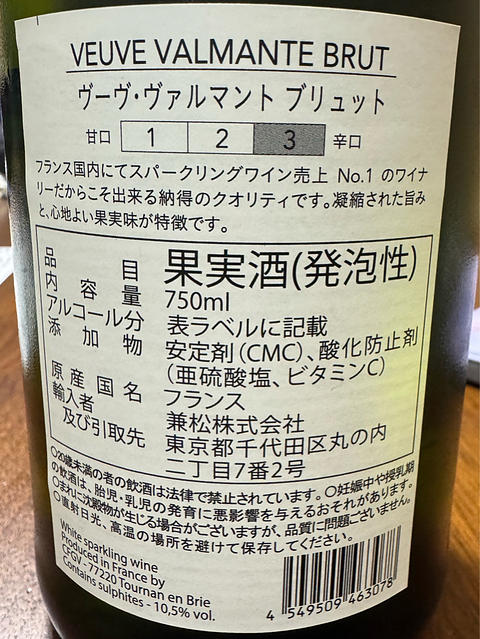 VEUVE VALMANTE BRUT
ヴーヴ・ヴァルマント ブリュット
甘口 1 2 3 辛口
フランス国内にてスパークリングワイン売上 No.1 のワイナ
リーだからこそ出来る納得のクオリティです。凝縮された旨み
と、心地よい果実味が特徴です。
品目 果実酒(発泡性)
内容量 750ml
アルコール分 表ラベルに記載
添加物 安定剤(CMC)、酸化防止剤
(亜硫酸塩、ビタミンC)
原産国名 フランス
輸入者 兼松株式会社
及び引取先 東京都千代田区丸の内
二丁目7番2号
○20歳未満の者の飲酒は法律で禁止されています。○妊娠中や授乳期
の飲酒は、胎児・乳児の発育に悪影響を与えるおそれがあります。
○まれに沈殿物が生じる場合がございますが、品質に問題ございません。
○直射日光、高温の場所を避けて保存してください。
White sparkling wine
Produced in France by
CFGV - 77220 Tournan en Brie
Contains sulphites - 10,5% vol.
4 549509 463078